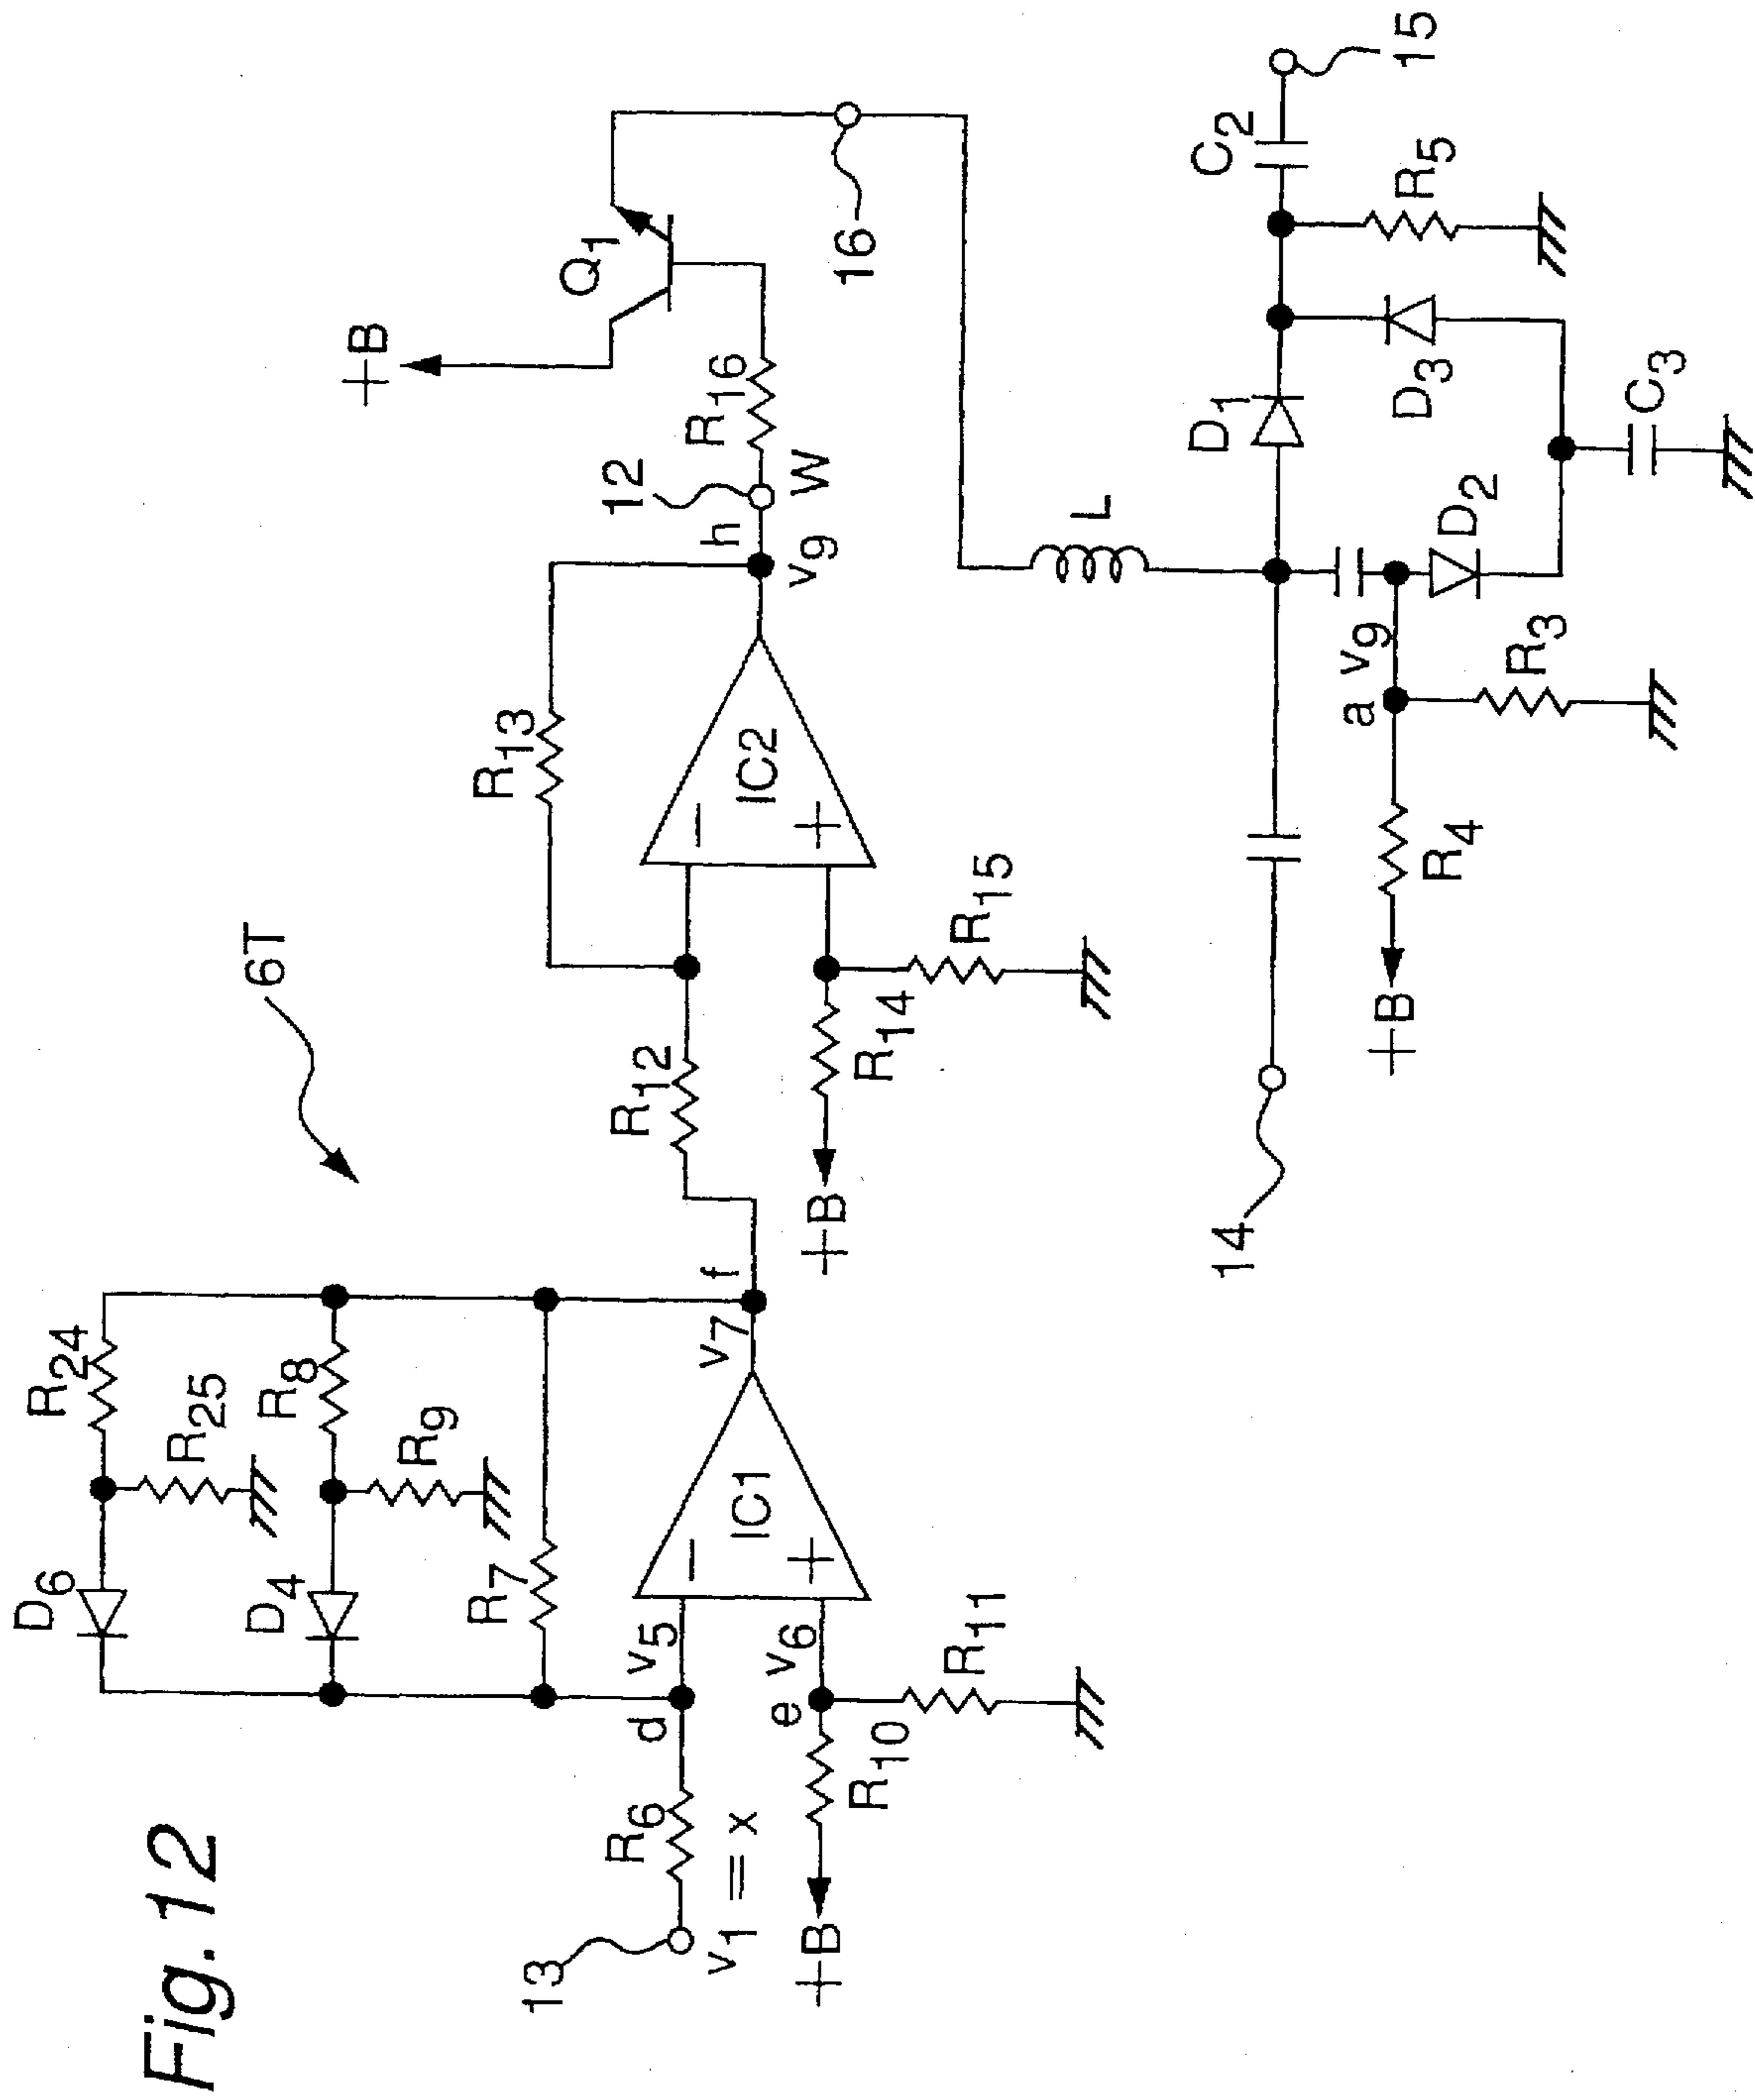 Fig. 12
6T
D6
R24
R25
D4
R8
R9
R7
13
R6
v1 = x
d
v5
IC1
−
+
v6
e
R10
+B
R11
v7
f
R12
R13
IC2
−
+
R14
+B
R15
h
v9
12
W
R16
Q1
+B
16
L
14
D1
C2
15
R5
D3
C3
D2
v9
a
R3
R4
+B